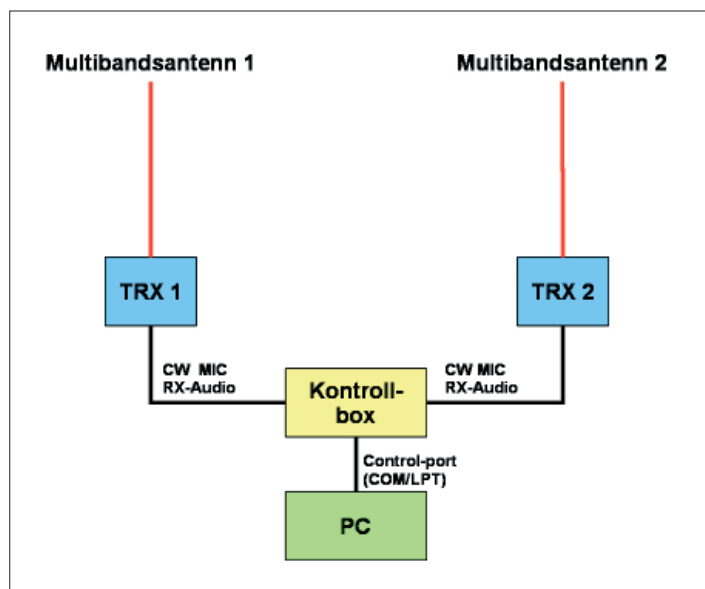 Multibandsantenn 1
Multibandsantenn 2
TRX 1
TRX 2
CW MIC
RX-Audio
CW MIC
RX-Audio
Kontroll-
box
Control-port
(COM/LPT)
PC